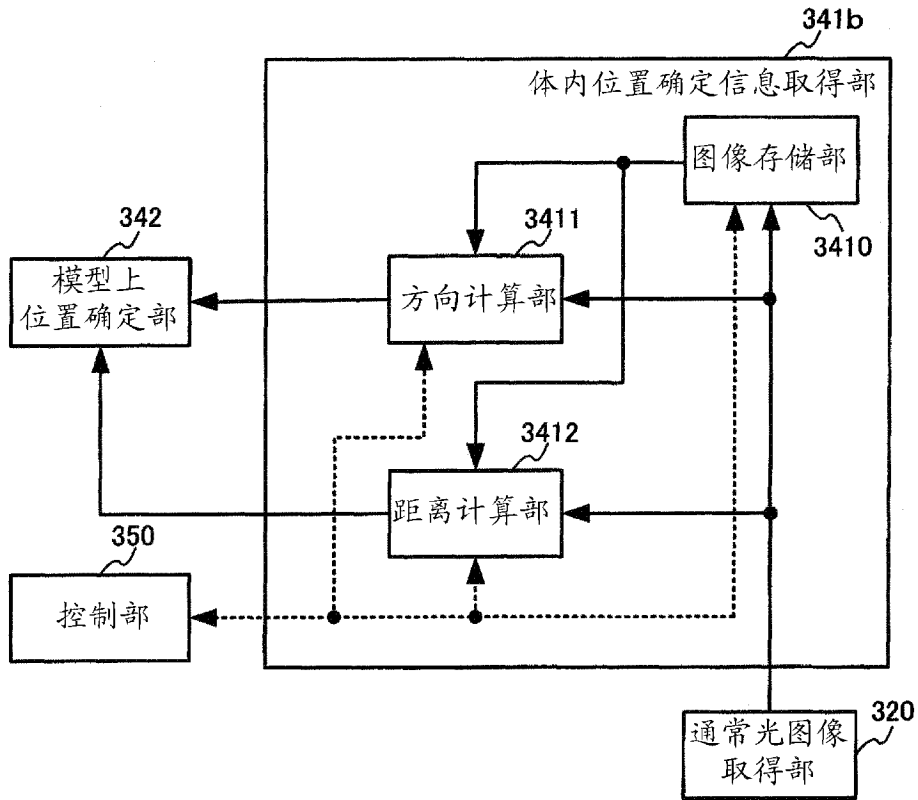 341b
体内位置确定信息取得部
图像存储部
3410
342
模型上
位置确定部
3411
方向计算部
3412
距离计算部
350
控制部
320
通常光图像
取得部